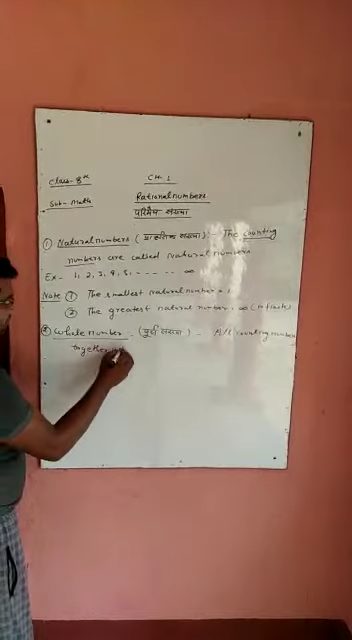 Class-8th CH-1
Sub-Math Rational numbers
परिमेय संख्या
① Natural numbers (प्राकृतिक संख्या):- The counting
numbers are called Natural numbers
Ex- 1, 2, 3, 4, 5, - - - - - ∞
Note ① The smallest natural number = 1
② The greatest natural number = ∞ (infinite)
② Whole number - (पूर्ण संख्या) - All counting numbers
together